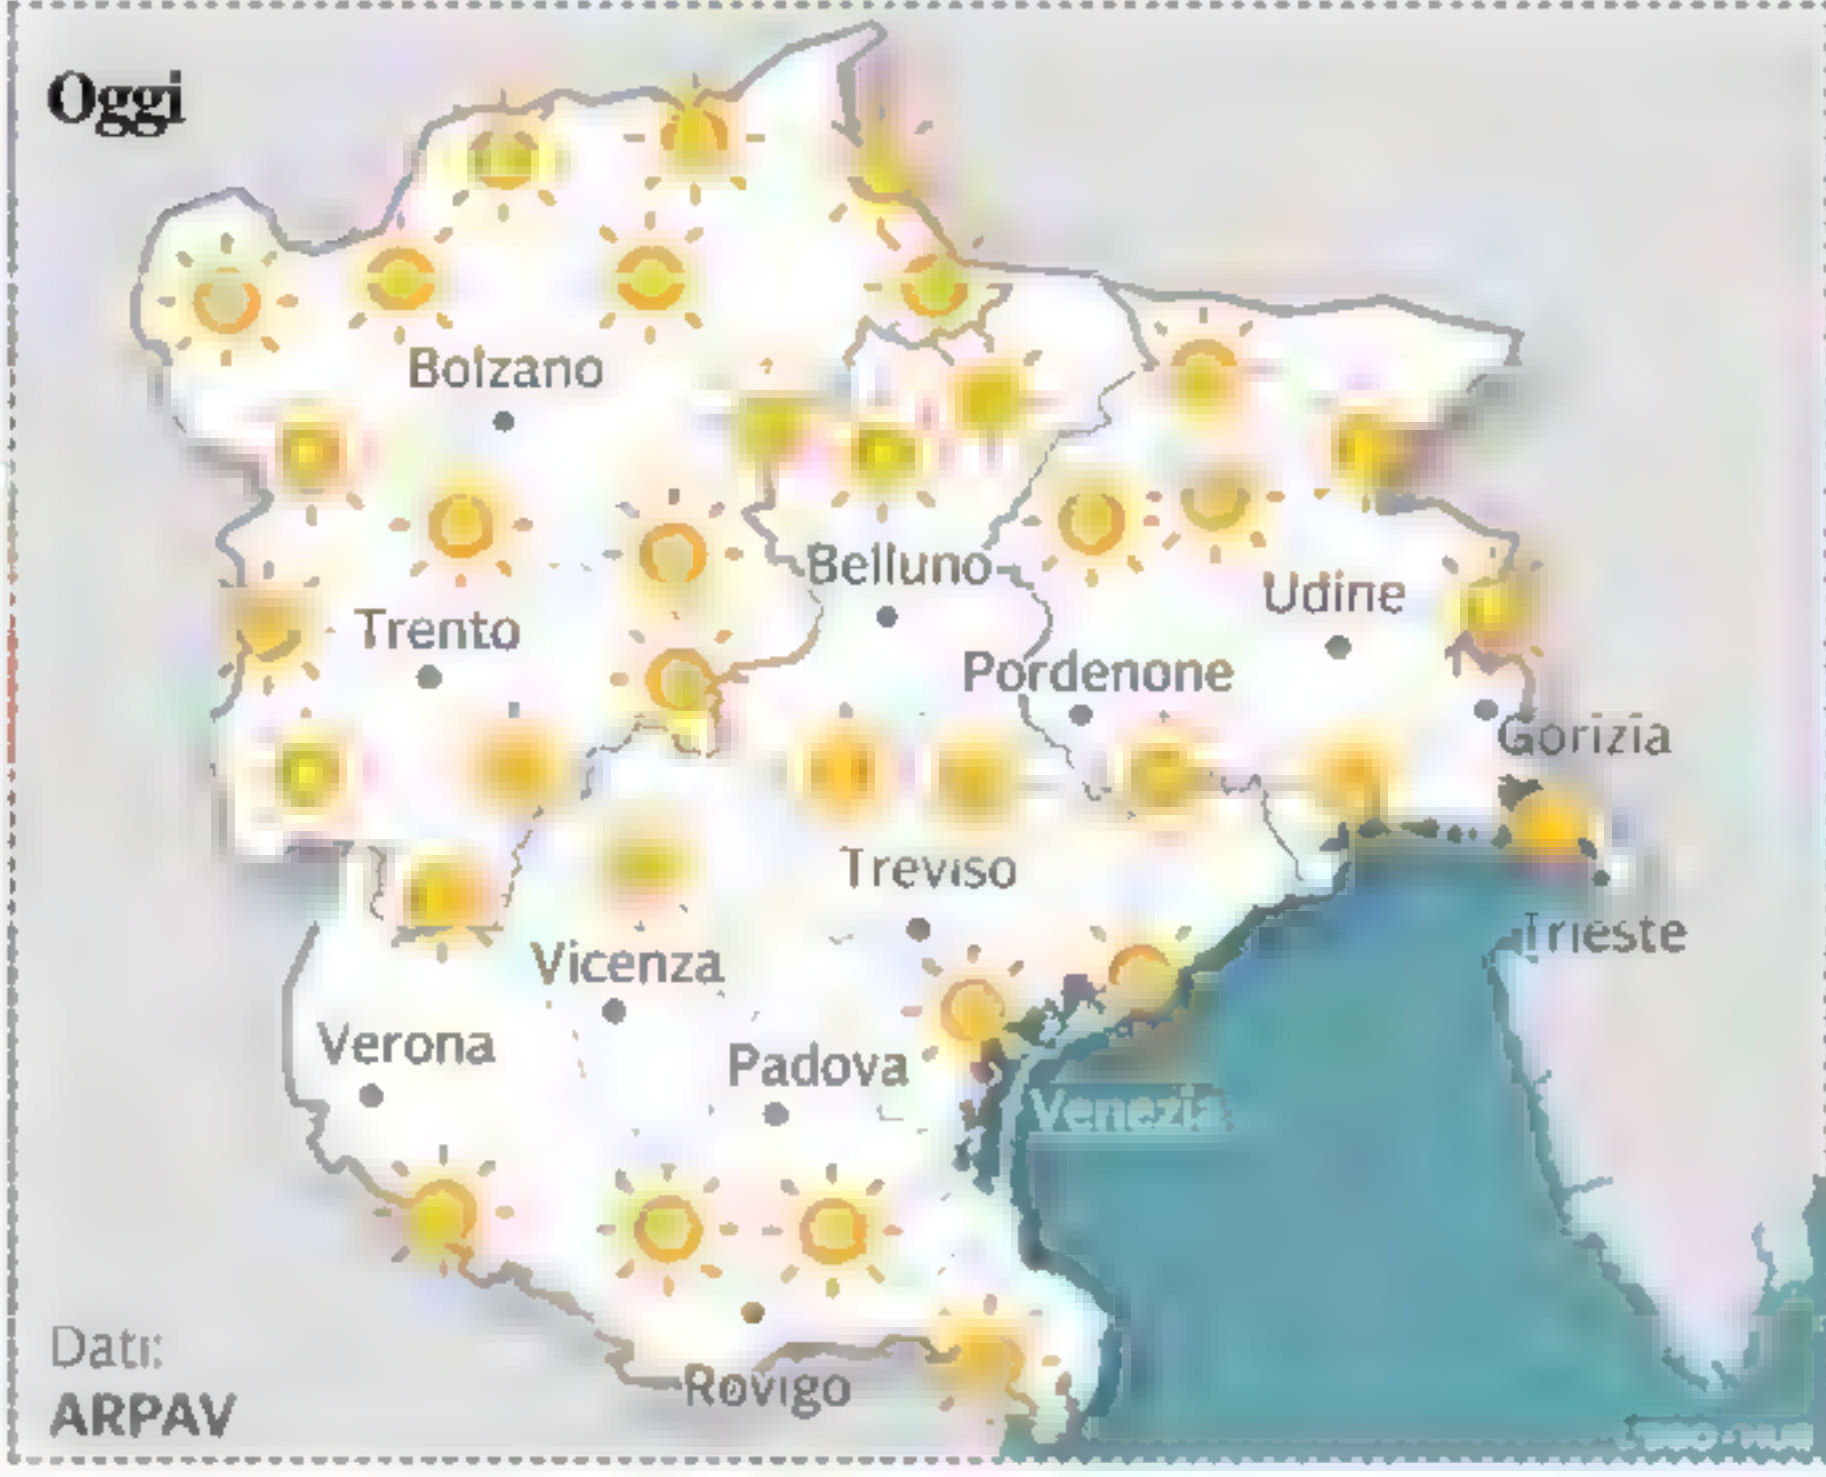 Oggi
Bolzano
Belluno
Udine
Trento
Pordenone
Gorizia
Treviso
Trieste
Vicenza
Verona
Padova
Venezia
Dati:
Rovigo
ARPAV